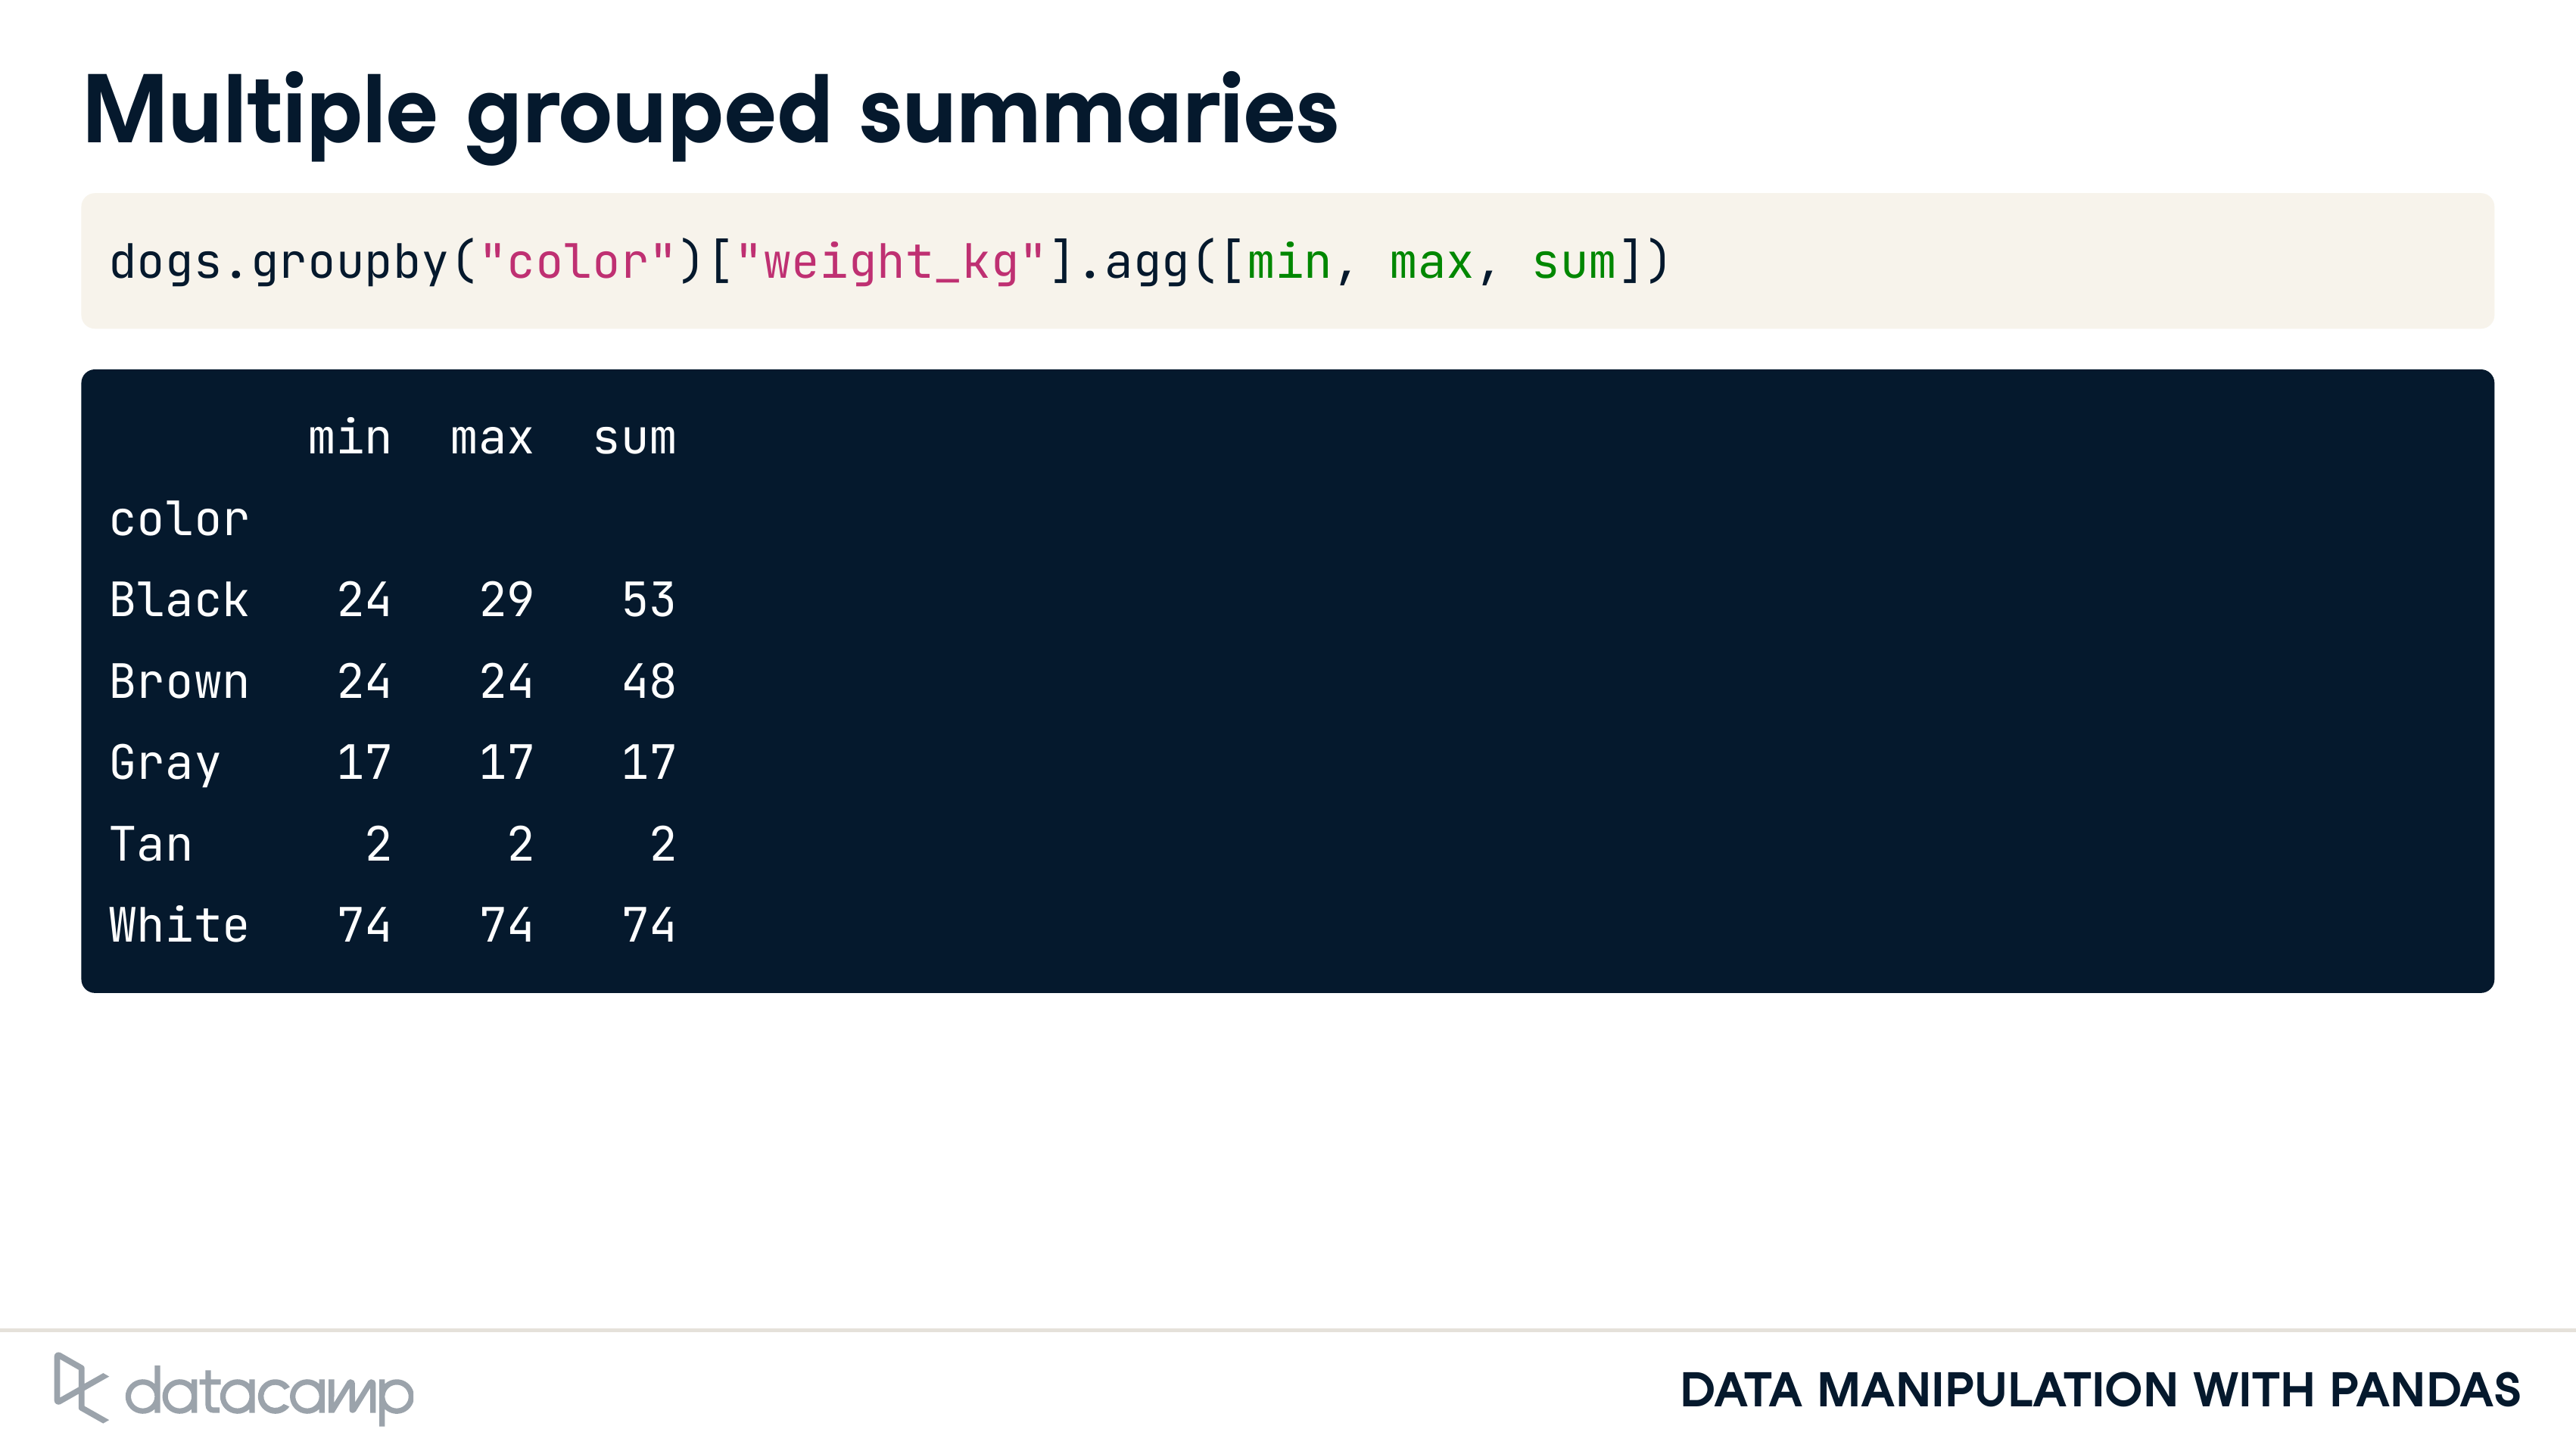 Multiple grouped summaries
dogs.groupby("color")["weight_kg"].agg([min, max, sum])
min max sum
color
Black 24 29 53
Brown 24 24 48
Gray 17 17 17
Tan 2 2 2
White 74 74 74
datacamp
DATA MANIPULATION WITH PANDAS